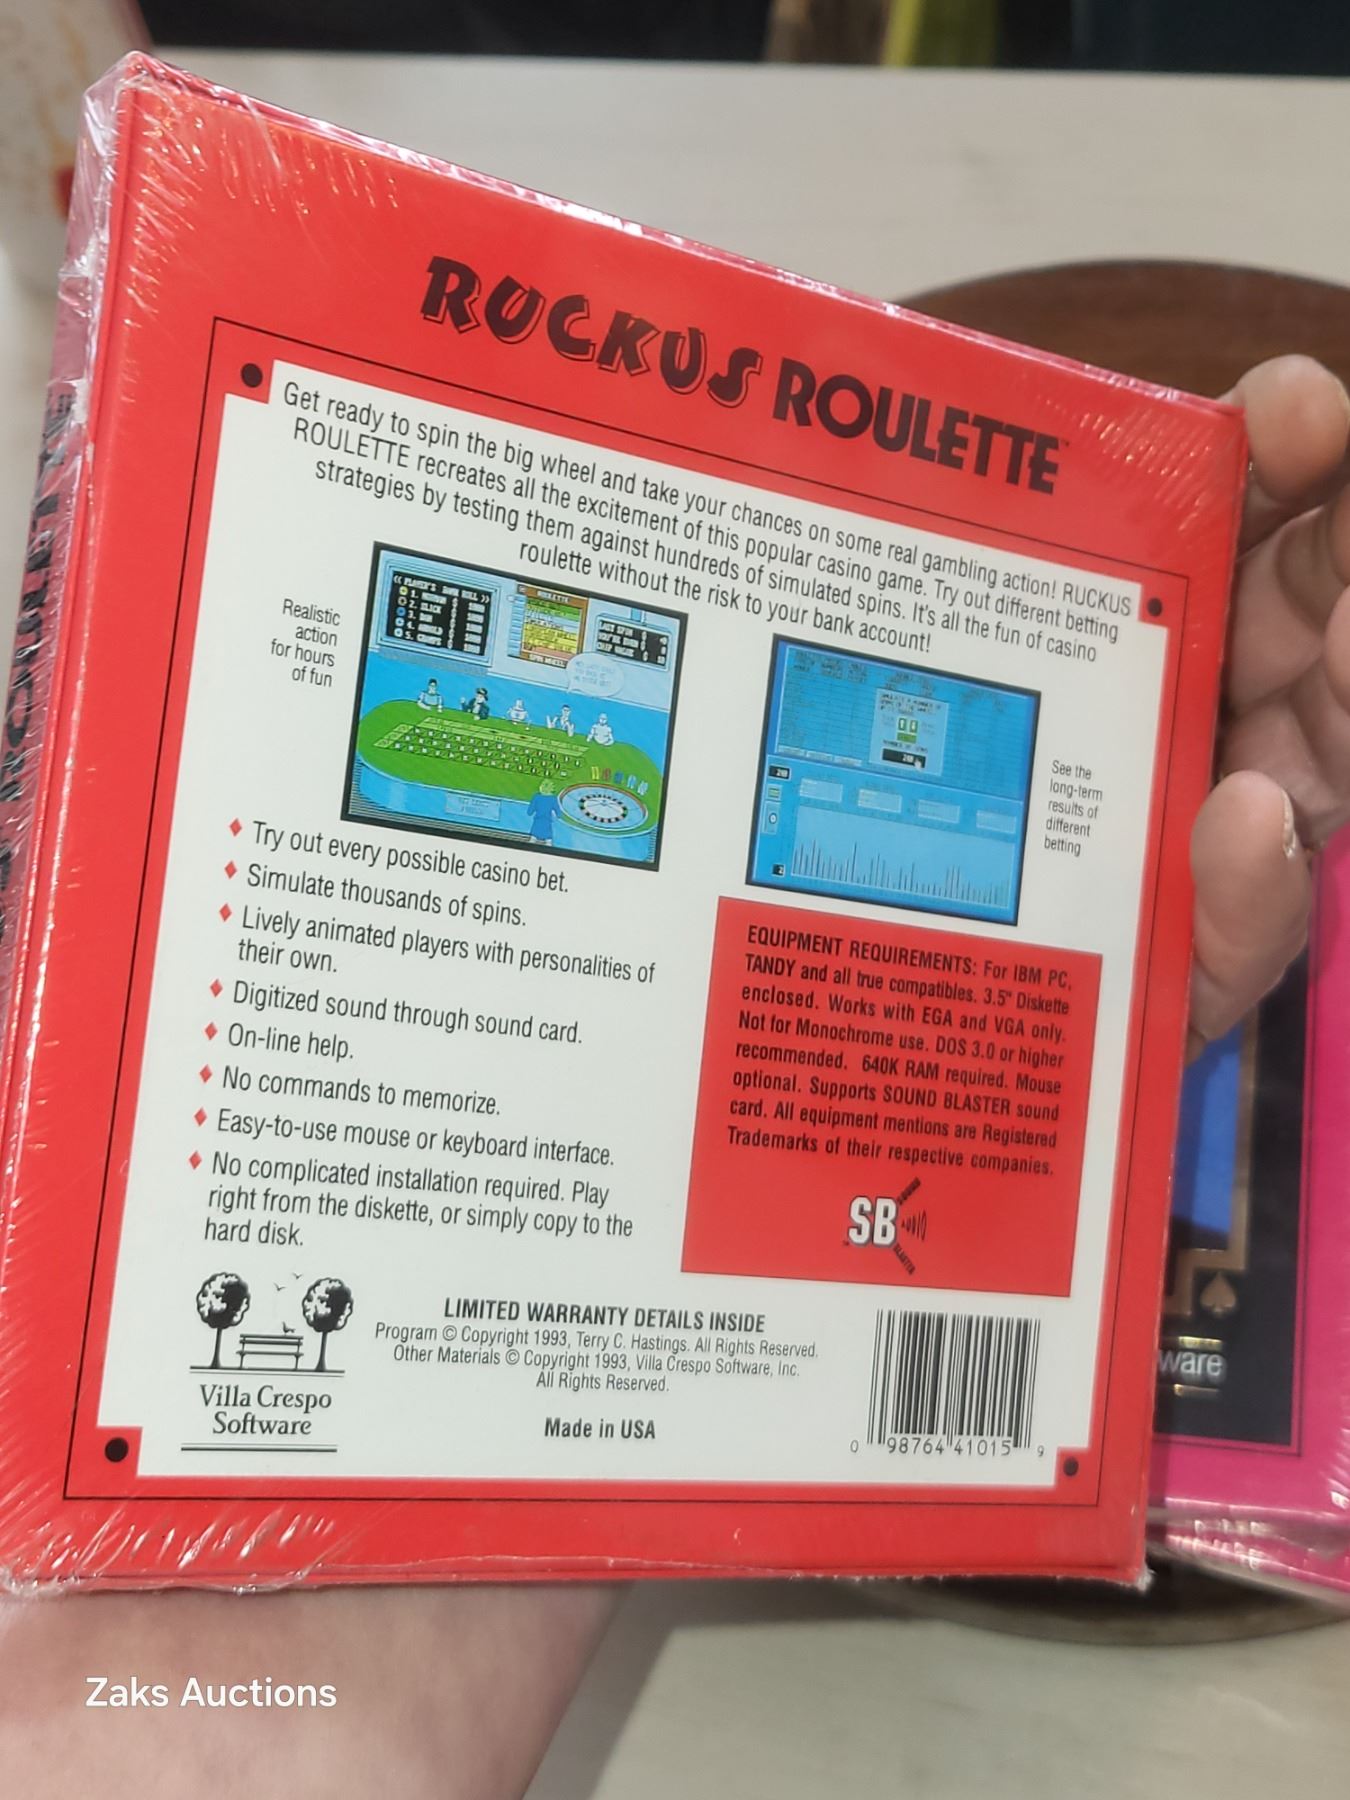 RUCKUS ROULETTE™
Get ready to spin the big wheel and take your chances on some real gambling action! RUCKUS
ROULETTE recreates all the excitement of this popular casino game. Try out different betting
strategies by testing them against hundreds of simulated spins. It's all the fun of casino
roulette without the risk to your bank account!
Realistic
action
for hours
of fun
ROULETTE
SPIN WHEEL
See the
long-term
results of
different
betting
♦ Try out every possible casino bet.
♦ Simulate thousands of spins.
♦ Lively animated players with personalities of
their own.
♦ Digitized sound through sound card.
♦ On-line help.
♦ No commands to memorize.
♦ Easy-to-use mouse or keyboard interface.
♦ No complicated installation required. Play
right from the diskette, or simply copy to the
hard disk.
EQUIPMENT REQUIREMENTS: For IBM PC,
TANDY and all true compatibles. 3.5" Diskette
enclosed. Works with EGA and VGA only.
Not for Monochrome use. DOS 3.0 or higher
recommended. 640K RAM required. Mouse
optional. Supports SOUND BLASTER sound
card. All equipment mentions are Registered
Trademarks of their respective companies.
SOUND
SB AUDIO
BLASTER
Villa Crespo
Software
LIMITED WARRANTY DETAILS INSIDE
Program © Copyright 1993, Terry C. Hastings. All Rights Reserved.
Other Materials © Copyright 1993, Villa Crespo Software, Inc.
All Rights Reserved.
Made in USA
0 98764 41015 9
ware
Zaks Auctions